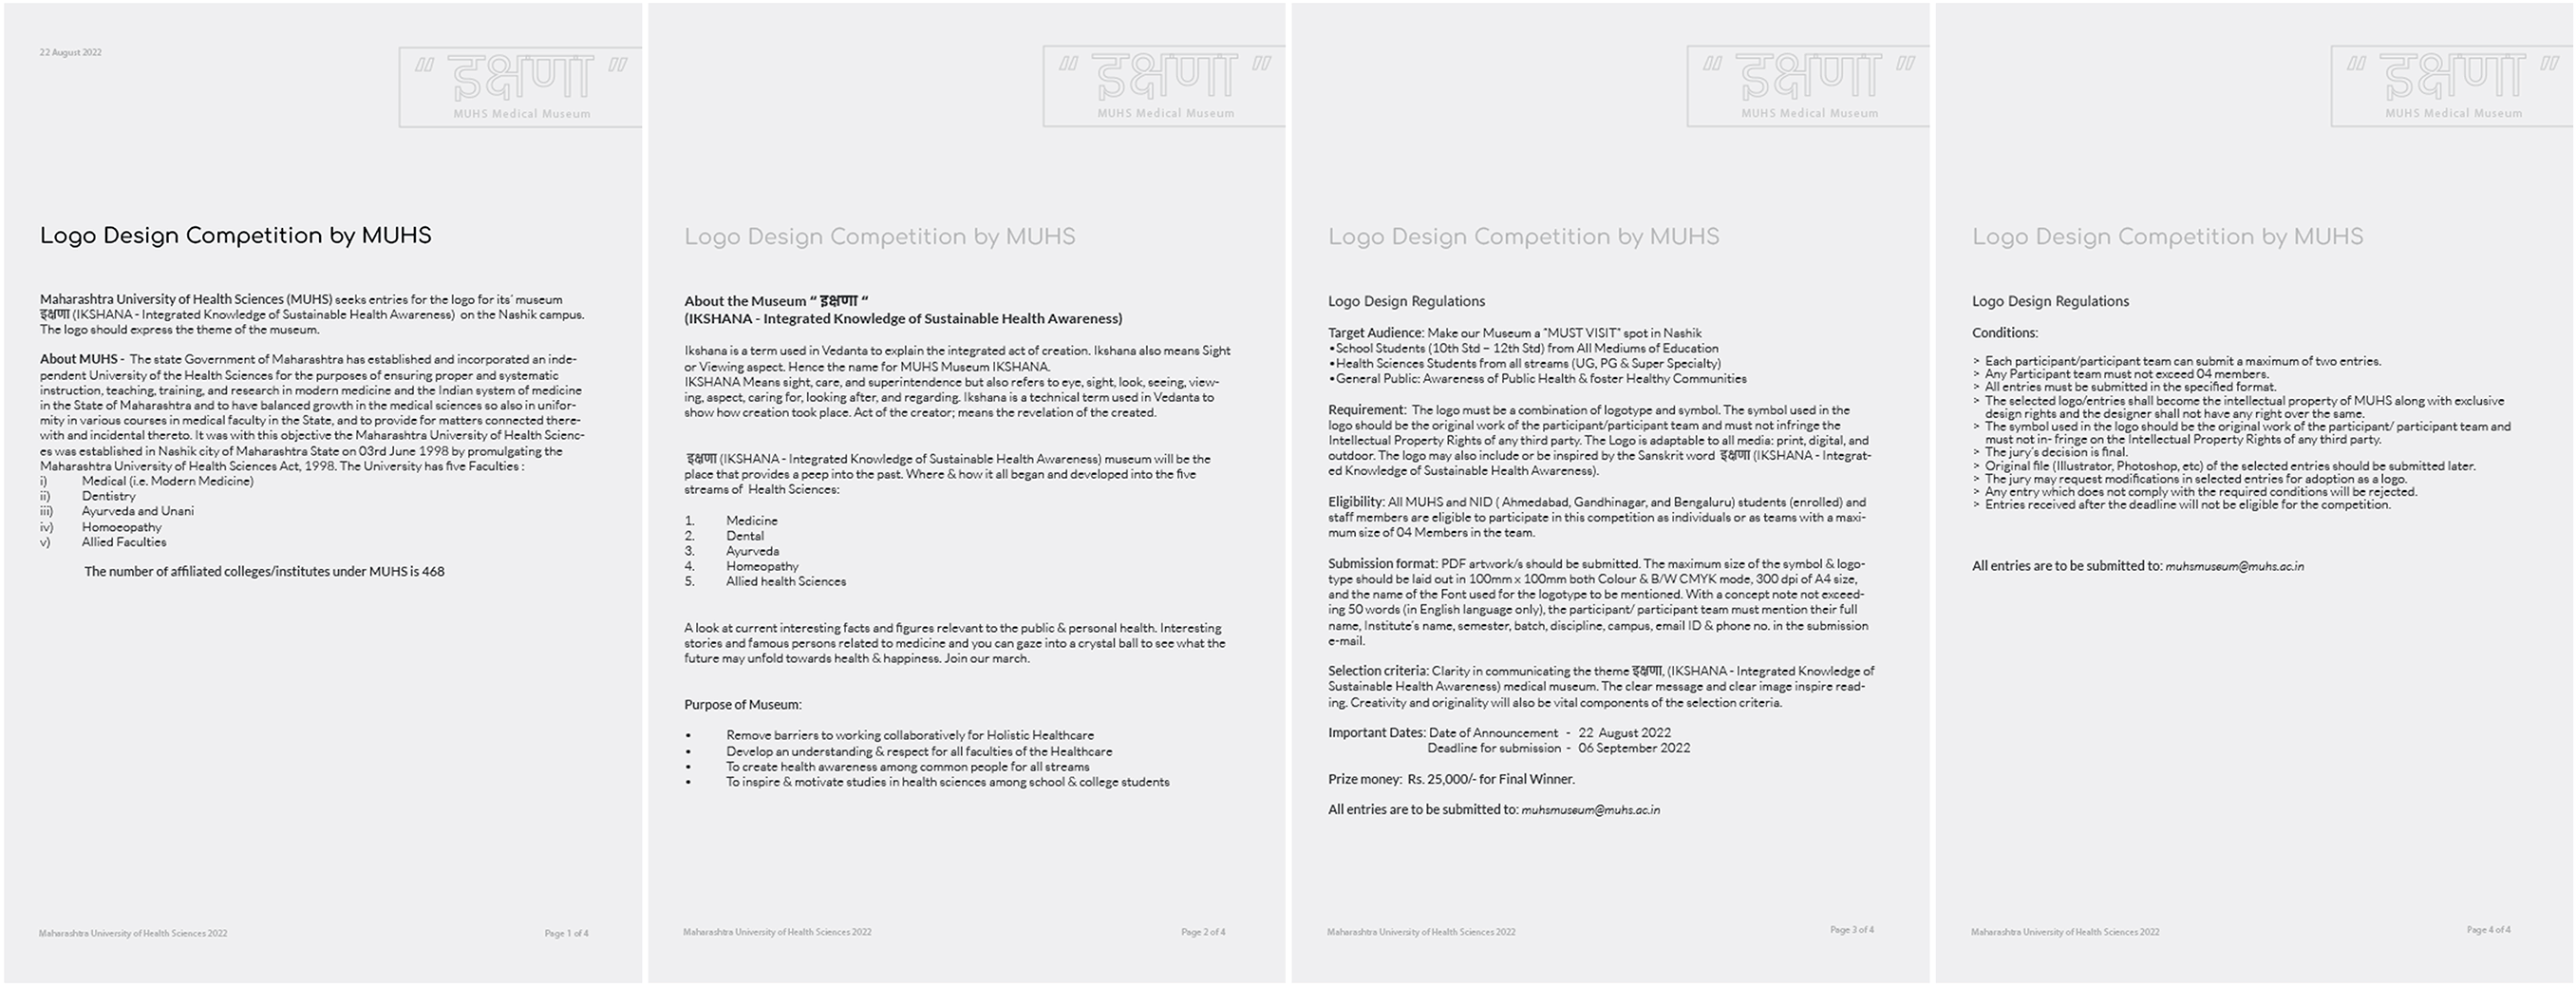 22 August 2022
“ इक्षणा ”
MUHS Medical Museum
Logo Design Competition by MUHS
Maharashtra University of Health Sciences (MUHS) seeks entries for the logo for its' museum
इक्षणा (IKSHANA - Integrated Knowledge of Sustainable Health Awareness) on the Nashik campus.
The logo should express the theme of the museum.
About MUHS - The state Government of Maharashtra has established and incorporated an inde-
pendent University of the Health Sciences for the purposes of ensuring proper and systematic
instruction, teaching, training, and research in modern medicine and the Indian system of medicine
in the State of Maharashtra and to have balanced growth in the medical sciences so also in unifor-
mity in various courses in medical faculty in the State, and to provide for matters connected there-
with and incidental thereto. It was with this objective the Maharashtra University of Health Scienc-
es was established in Nashik city of Maharashtra State on 03rd June 1998 by promulgating the
Maharashtra University of Health Sciences Act, 1998. The University has five Faculties :
i) Medical (i.e. Modern Medicine)
ii) Dentistry
iii) Ayurveda and Unani
iv) Homoeopathy
v) Allied Faculties
The number of affiliated colleges/institutes under MUHS is 468
Maharashtra University of Health Sciences 2022
Page 1 of 4
“ इक्षणा ”
MUHS Medical Museum
Logo Design Competition by MUHS
About the Museum “ इक्षणा “
(IKSHANA - Integrated Knowledge of Sustainable Health Awareness)
Ikshana is a term used in Vedanta to explain the integrated act of creation. Ikshana also means Sight
or Viewing aspect. Hence the name for MUHS Museum IKSHANA.
IKSHANA Means sight, care, and superintendence but also refers to eye, sight, look, seeing, view-
ing, aspect, caring for, looking after, and regarding. Ikshana is a technical term used in Vedanta to
show how creation took place. Act of the creator; means the revelation of the created.
इक्षणा (IKSHANA - Integrated Knowledge of Sustainable Health Awareness) museum will be the
place that provides a peep into the past. Where & how it all began and developed into the five
streams of Health Sciences:
1. Medicine
2. Dental
3. Ayurveda
4. Homeopathy
5. Allied health Sciences
A look at current interesting facts and figures relevant to the public & personal health. Interesting
stories and famous persons related to medicine and you can gaze into a crystal ball to see what the
future may unfold towards health & happiness. Join our march.
Purpose of Museum:
• Remove barriers to working collaboratively for Holistic Healthcare
• Develop an understanding & respect for all faculties of the Healthcare
• To create health awareness among common people for all streams
• To inspire & motivate studies in health sciences among school & college students
Maharashtra University of Health Sciences 2022
Page 2 of 4
“ इक्षणा ”
MUHS Medical Museum
Logo Design Competition by MUHS
Logo Design Regulations
Target Audience: Make our Museum a "MUST VISIT" spot in Nashik
•School Students (10th Std – 12th Std) from All Mediums of Education
•Health Sciences Students from all streams (UG, PG & Super Specialty)
•General Public: Awareness of Public Health & foster Healthy Communities
Requirement: The logo must be a combination of logotype and symbol. The symbol used in the
logo should be the original work of the participant/participant team and must not infringe the
Intellectual Property Rights of any third party. The Logo is adaptable to all media: print, digital, and
outdoor. The logo may also include or be inspired by the Sanskrit word इक्षणा (IKSHANA - Integrat-
ed Knowledge of Sustainable Health Awareness).
Eligibility: All MUHS and NID ( Ahmedabad, Gandhinagar, and Bengaluru) students (enrolled) and
staff members are eligible to participate in this competition as individuals or as teams with a maxi-
mum size of 04 Members in the team.
Submission format: PDF artwork/s should be submitted. The maximum size of the symbol & logo-
type should be laid out in 100mm x 100mm both Colour & B/W CMYK mode, 300 dpi of A4 size,
and the name of the Font used for the logotype to be mentioned. With a concept note not exceed-
ing 50 words (in English language only), the participant/ participant team must mention their full
name, Institute's name, semester, batch, discipline, campus, email ID & phone no. in the submission
e-mail.
Selection criteria: Clarity in communicating the theme इक्षणा, (IKSHANA - Integrated Knowledge of
Sustainable Health Awareness) medical museum. The clear message and clear image inspire read-
ing. Creativity and originality will also be vital components of the selection criteria.
Important Dates: Date of Announcement - 22 August 2022
Deadline for submission - 06 September 2022
Prize money: Rs. 25,000/- for Final Winner.
All entries are to be submitted to: muhsmuseum@muhs.ac.in
Maharashtra University of Health Sciences 2022
Page 3 of 4
“ इक्षणा ”
MUHS Medical Museum
Logo Design Competition by MUHS
Logo Design Regulations
Conditions:
> Each participant/participant team can submit a maximum of two entries.
> Any Participant team must not exceed 04 members.
> All entries must be submitted in the specified format.
> The selected logo/entries shall become the intellectual property of MUHS along with exclusive
design rights and the designer shall not have any right over the same.
> The symbol used in the logo should be the original work of the participant/ participant team and
must not in- fringe on the Intellectual Property Rights of any third party.
> The jury's decision is final.
> Original file (Illustrator, Photoshop, etc) of the selected entries should be submitted later.
> The jury may request modifications in selected entries for adoption as a logo.
> Any entry which does not comply with the required conditions will be rejected.
> Entries received after the deadline will not be eligible for the competition.
All entries are to be submitted to: muhsmuseum@muhs.ac.in
Maharashtra University of Health Sciences 2022
Page 4 of 4